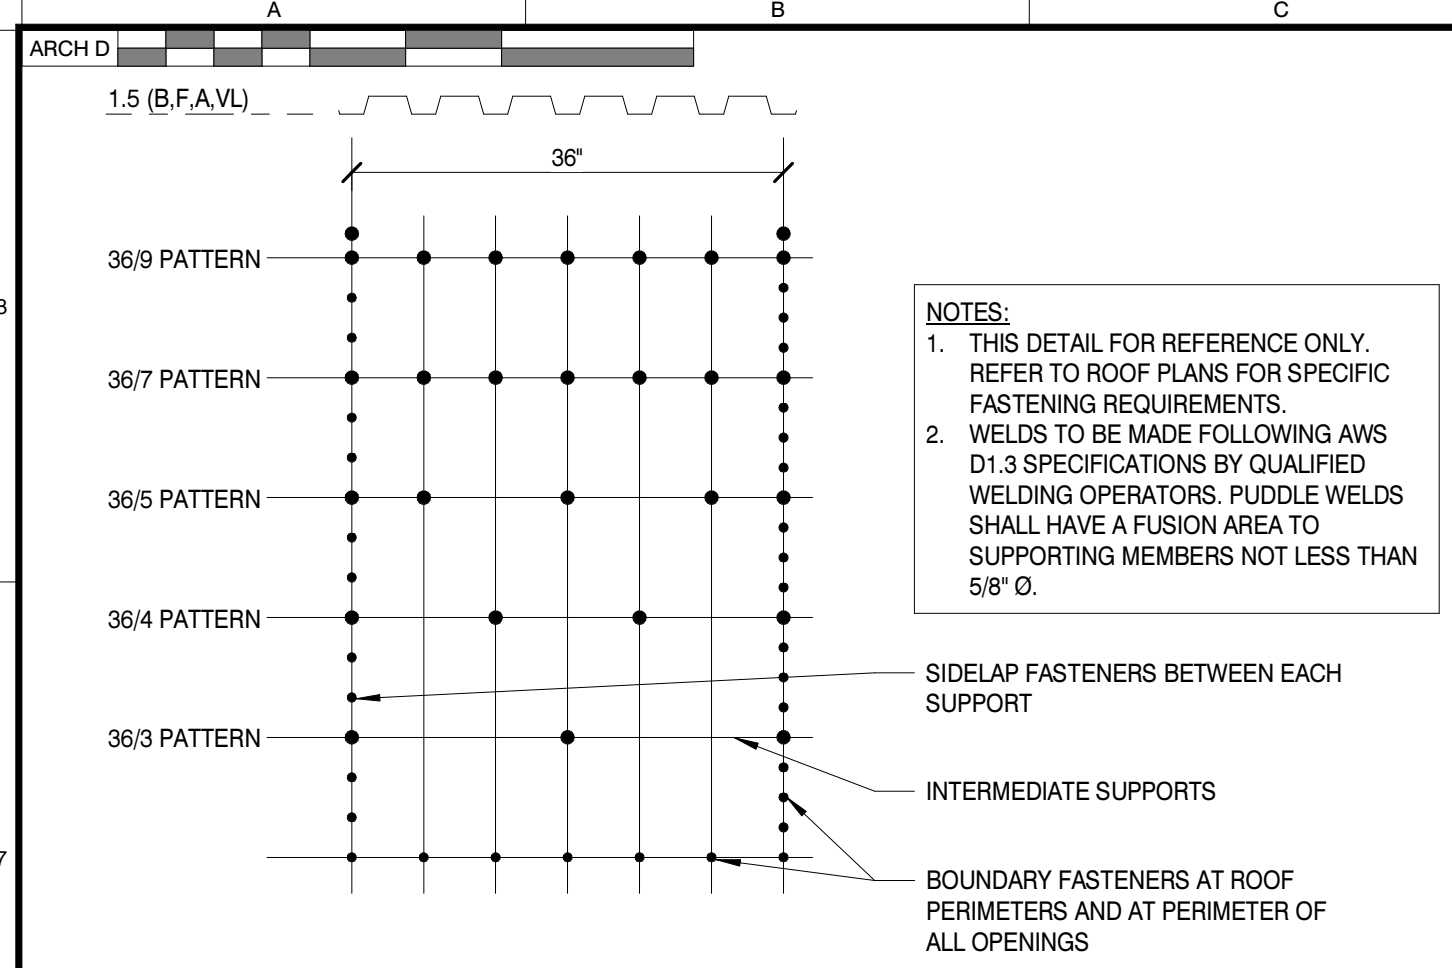 A
B
C
ARCH D
1.5 (B,F,A,VL)
36"
36/9 PATTERN
8
NOTES:
1. THIS DETAIL FOR REFERENCE ONLY.
REFER TO ROOF PLANS FOR SPECIFIC
FASTENING REQUIREMENTS.
2. WELDS TO BE MADE FOLLOWING AWS
D1.3 SPECIFICATIONS BY QUALIFIED
WELDING OPERATORS. PUDDLE WELDS
SHALL HAVE A FUSION AREA TO
SUPPORTING MEMBERS NOT LESS THAN
5/8" Ø.
36/7 PATTERN
36/5 PATTERN
36/4 PATTERN
SIDELAP FASTENERS BETWEEN EACH
SUPPORT
36/3 PATTERN
INTERMEDIATE SUPPORTS
7
BOUNDARY FASTENERS AT ROOF
PERIMETERS AND AT PERIMETER OF
ALL OPENINGS